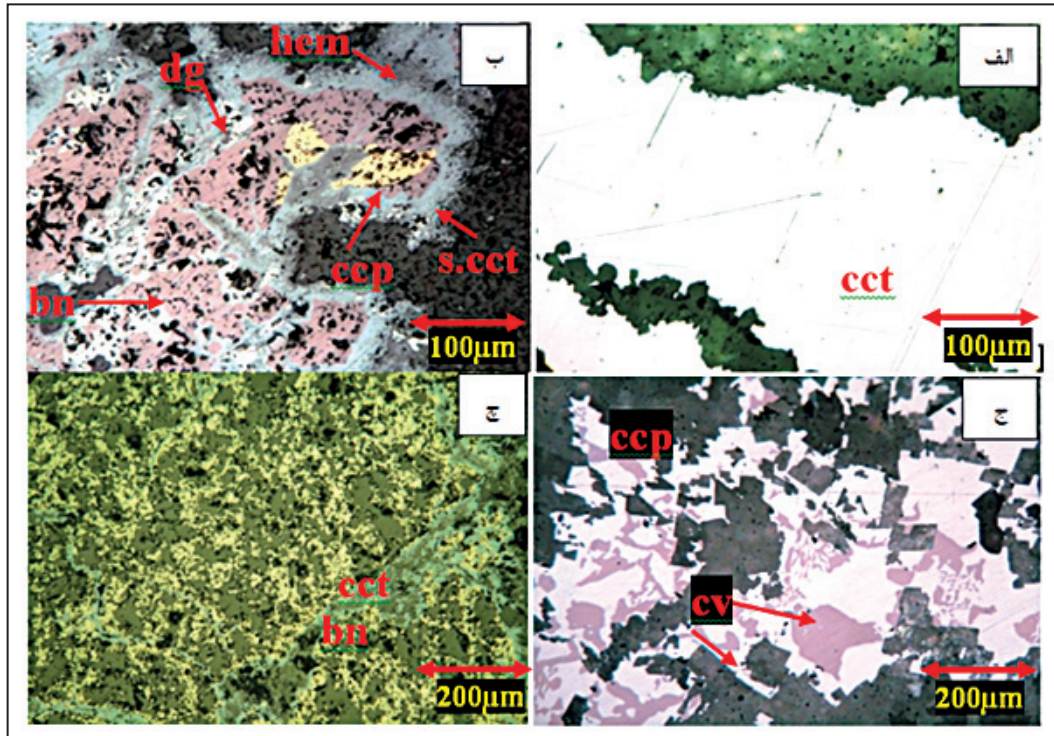 الف
cct
100µm
ب
hem
dg
ccp
s.cct
bn
100µm
ج
ccp
cv
200µm
چ
cct
bn
200µm